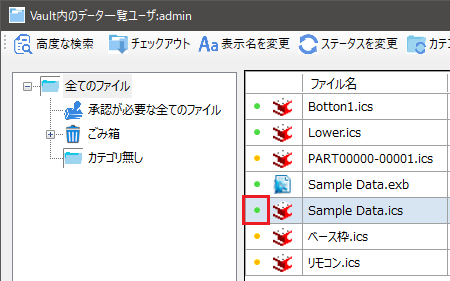 Vault内のデータ一覧ユーザ:admin
高度な検索 チェックアウト Aa 表示名を変更 ステータスを変更 カテゴ
全てのファイル
承認が必要な全てのファイル
ごみ箱
カテゴリ無し
ファイル名
Botton1.ics
Lower.ics
PART00000-00001.ics
Sample Data.exb
Sample Data.ics
ベース枠.ics
リモコン.ics